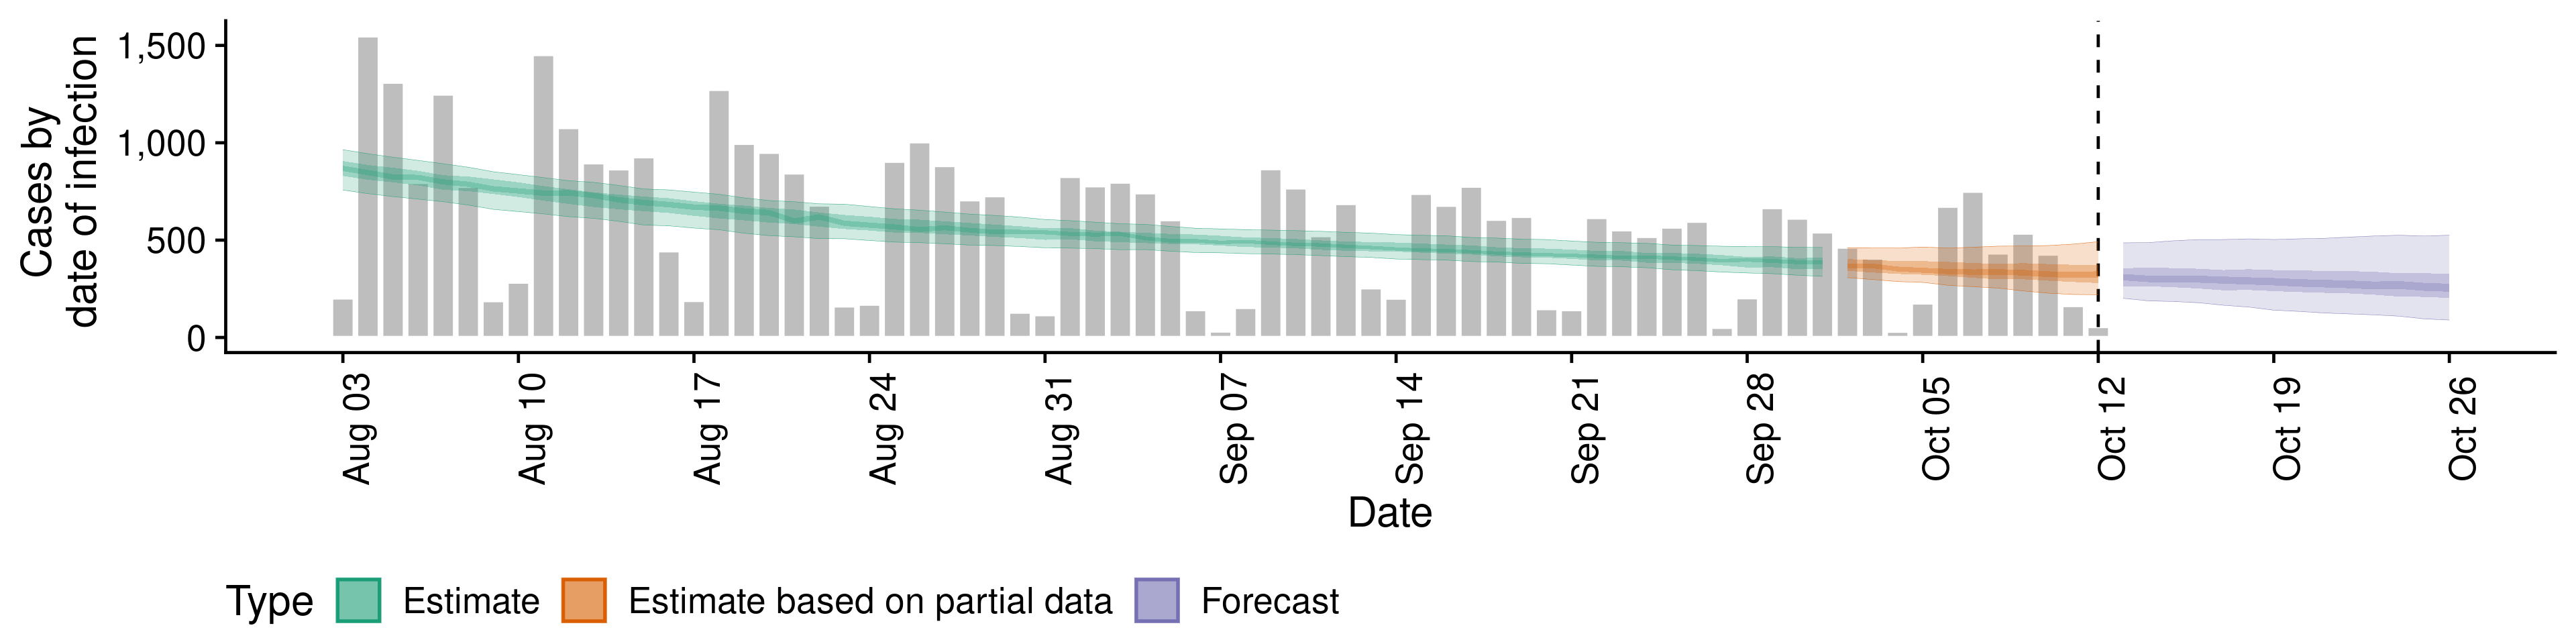 Cases by
date of infection
1,500
1,000
500
0
Aug 03
Aug 10
Aug 17
Aug 24
Aug 31
Sep 07
Sep 14
Sep 21
Sep 28
Oct 05
Oct 12
Oct 19
Oct 26
Date
Type Estimate Estimate based on partial data Forecast